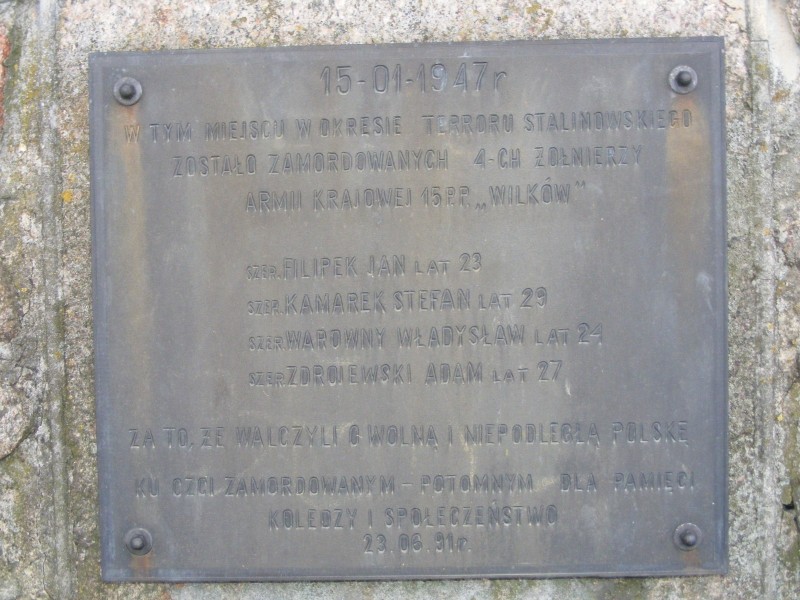 15-01-1947r
W TYM MIEJSCU W OKRESIE TERRORU STALINOWSKIEGO
ZOSTAŁO ZAMORDOWANYCH 4-CH ŻOŁNIERZY
ARMII KRAJOWEJ 15 P.P. „WILKÓW"
SZER. FILIPEK JAN LAT 23
SZER. KAMAREK STEFAN LAT 29
SZER. WAROWNY WŁADYSŁAW LAT 24
SZER. ZDROJEWSKI ADAM LAT 27
ZA TO, ŻE WALCZYLI O WOLNĄ I NIEPODLEGŁĄ POLSKĘ
KU CZCI ZAMORDOWANYM - POTOMNYM DLA PAMIĘCI
KOLEDZY I SPOŁECZEŃSTWO
23.06.91r.